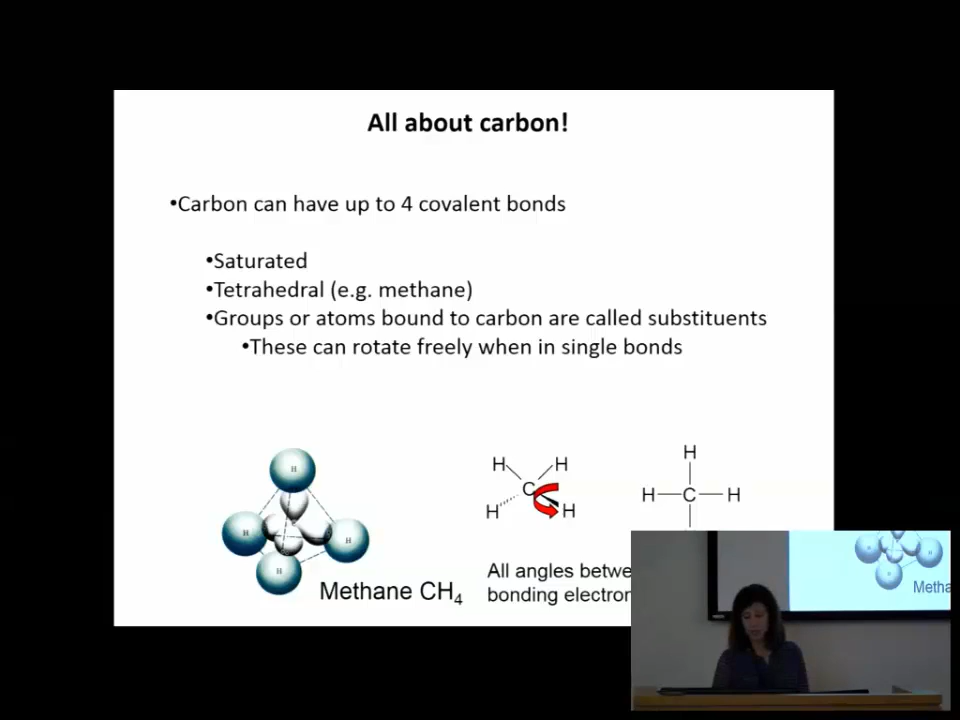 All about carbon!
•Carbon can have up to 4 covalent bonds
•Saturated
•Tetrahedral (e.g. methane)
•Groups or atoms bound to carbon are called substituents
•These can rotate freely when in single bonds
H
H
H
H
C
H
H
H
H—C—H
H
H
H
Methane CH4
All angles betwe
bonding electron
Metha